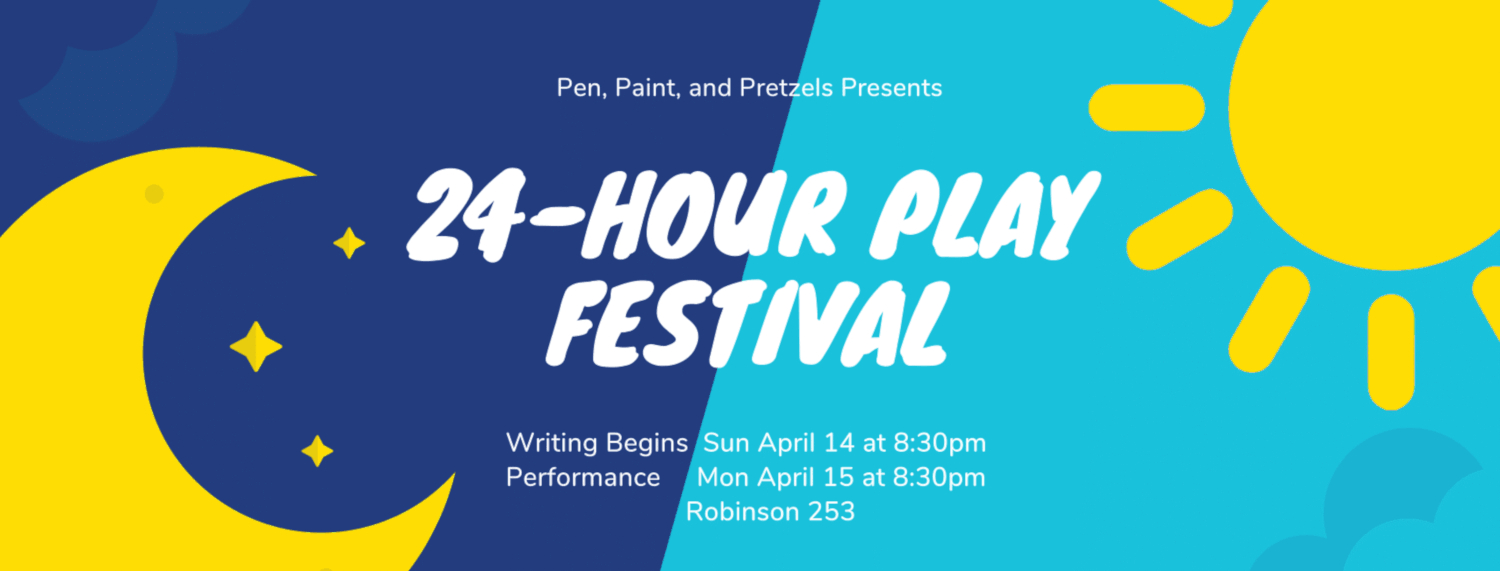 Pen, Paint, and Pretzels Presents
24-HOUR PLAY
FESTIVAL
Writing Begins Sun April 14 at 8:30pm
Performance Mon April 15 at 8:30pm
Robinson 253